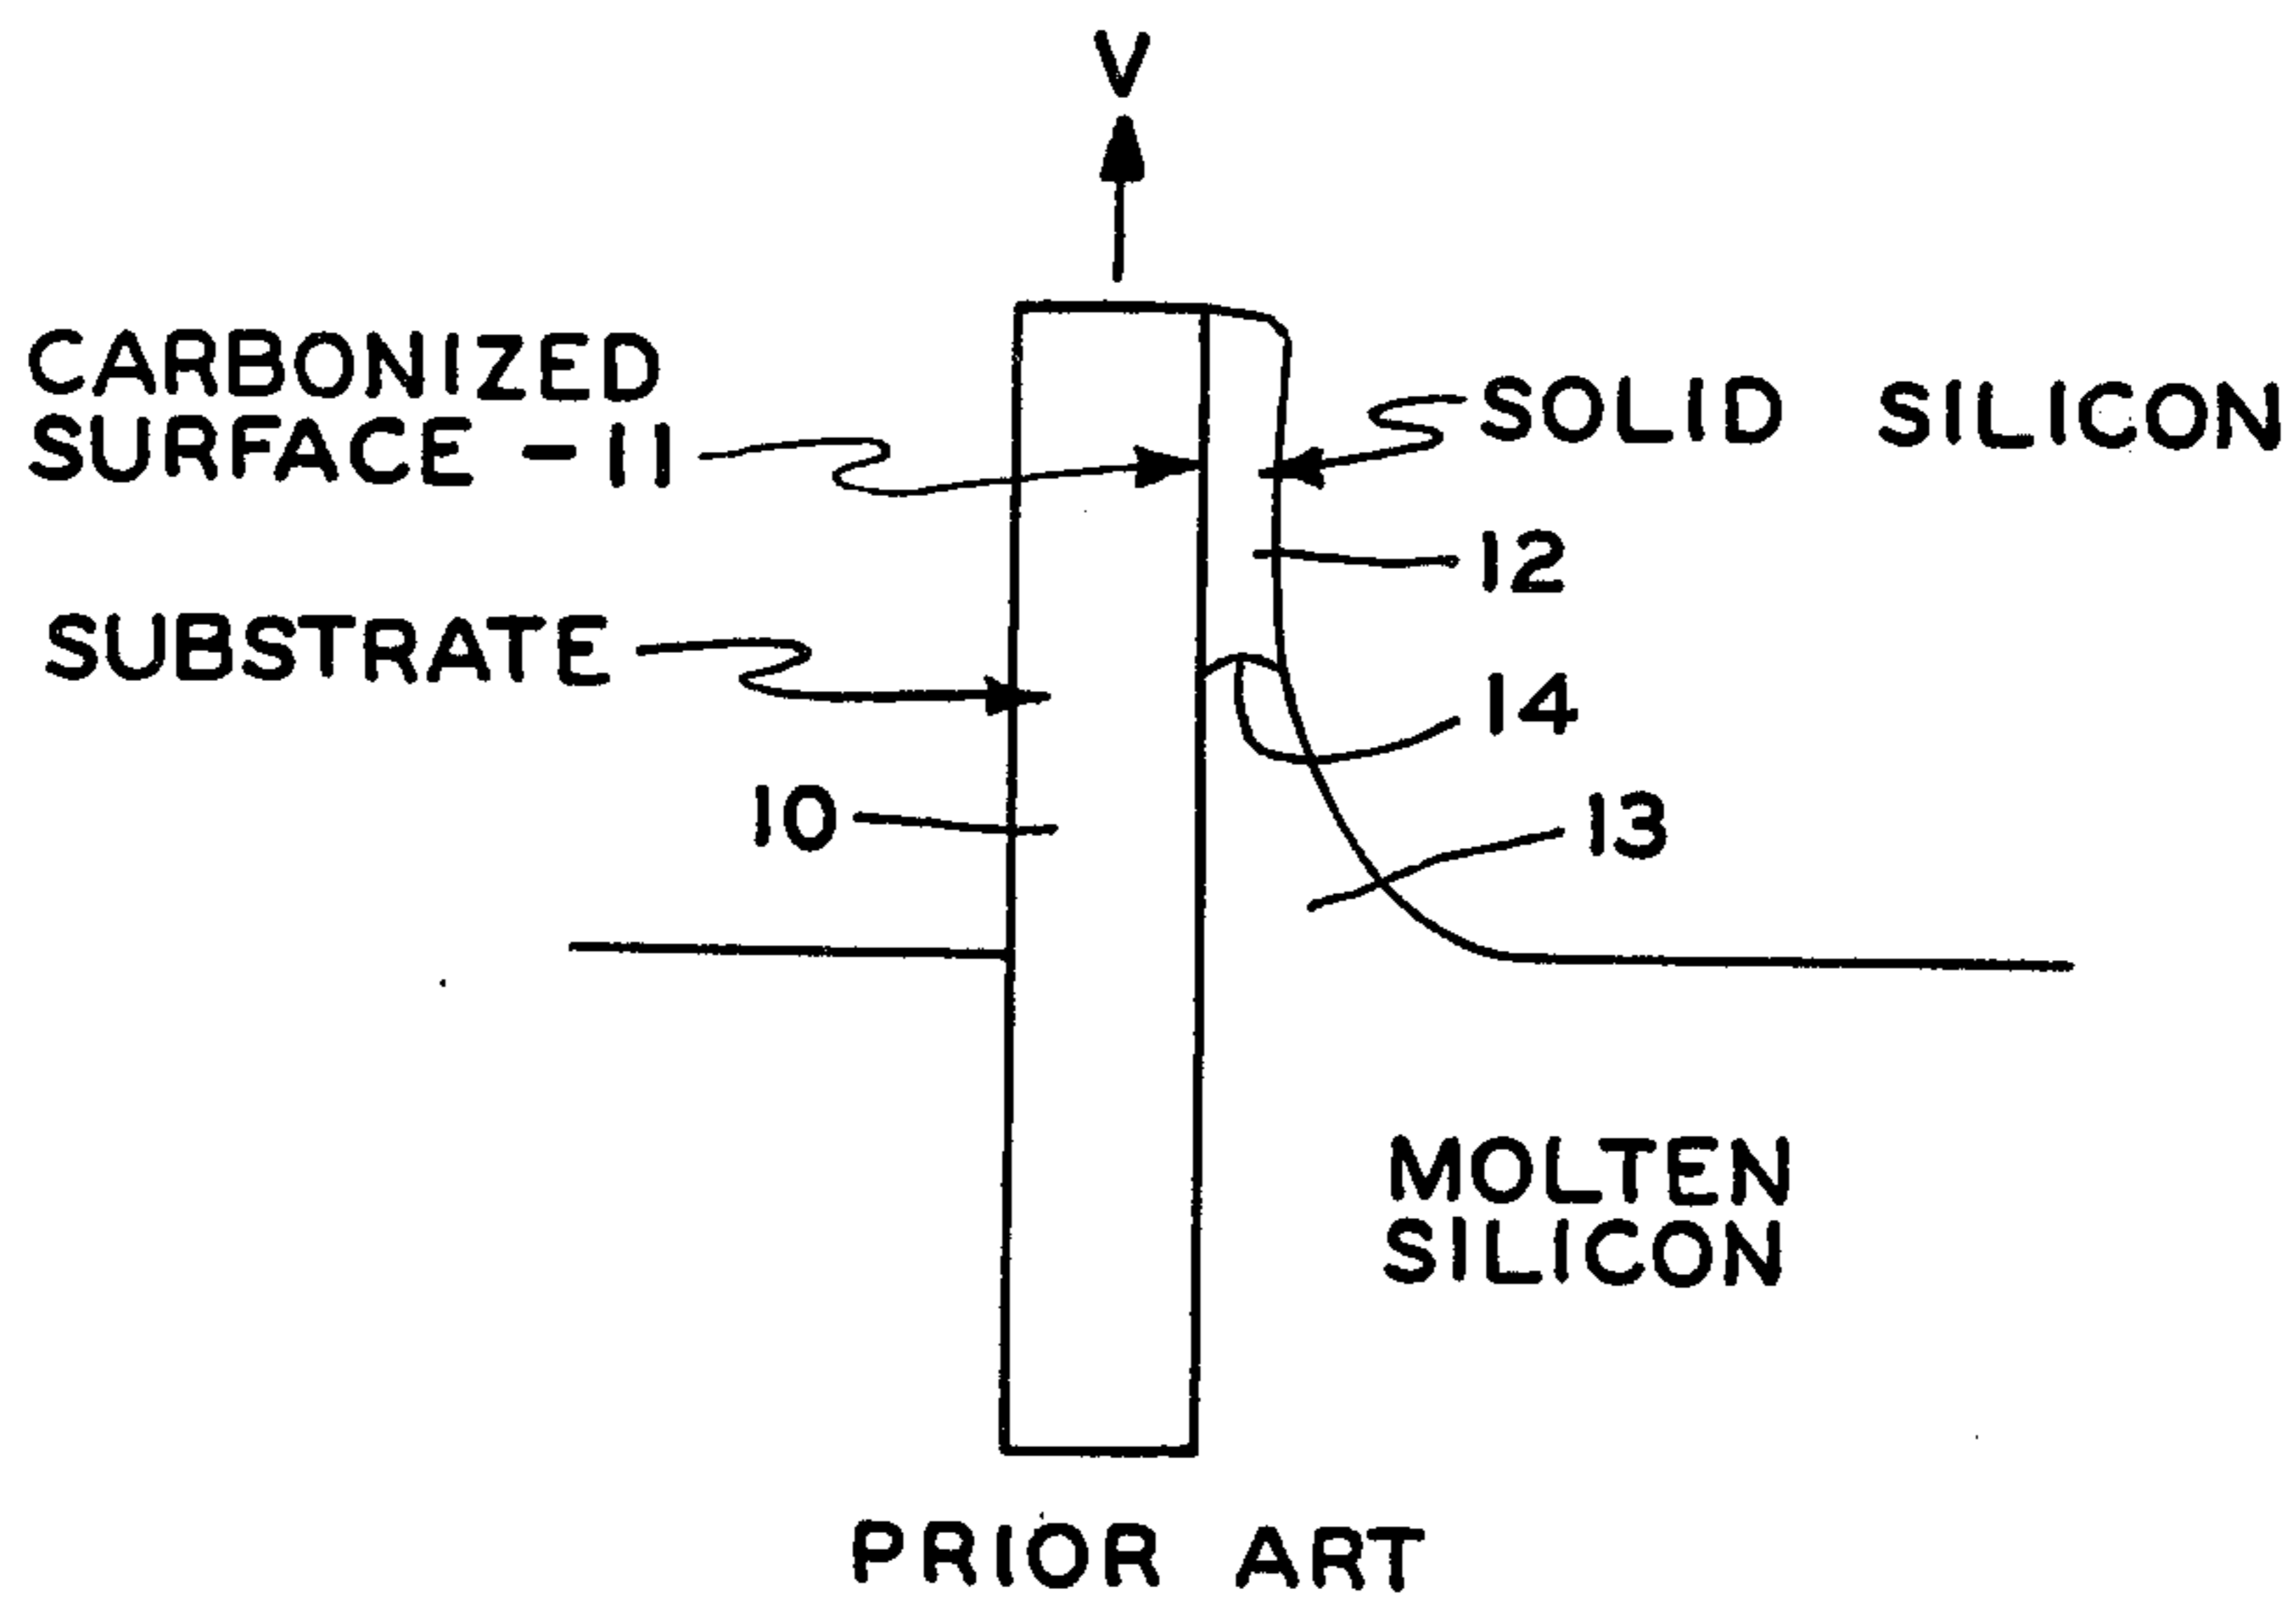 V
CARBONIZED
SURFACE - 11
SOLID SILICON
12
SUBSTRATE
14
10
13
MOLTEN
SILICON
PRIOR ART